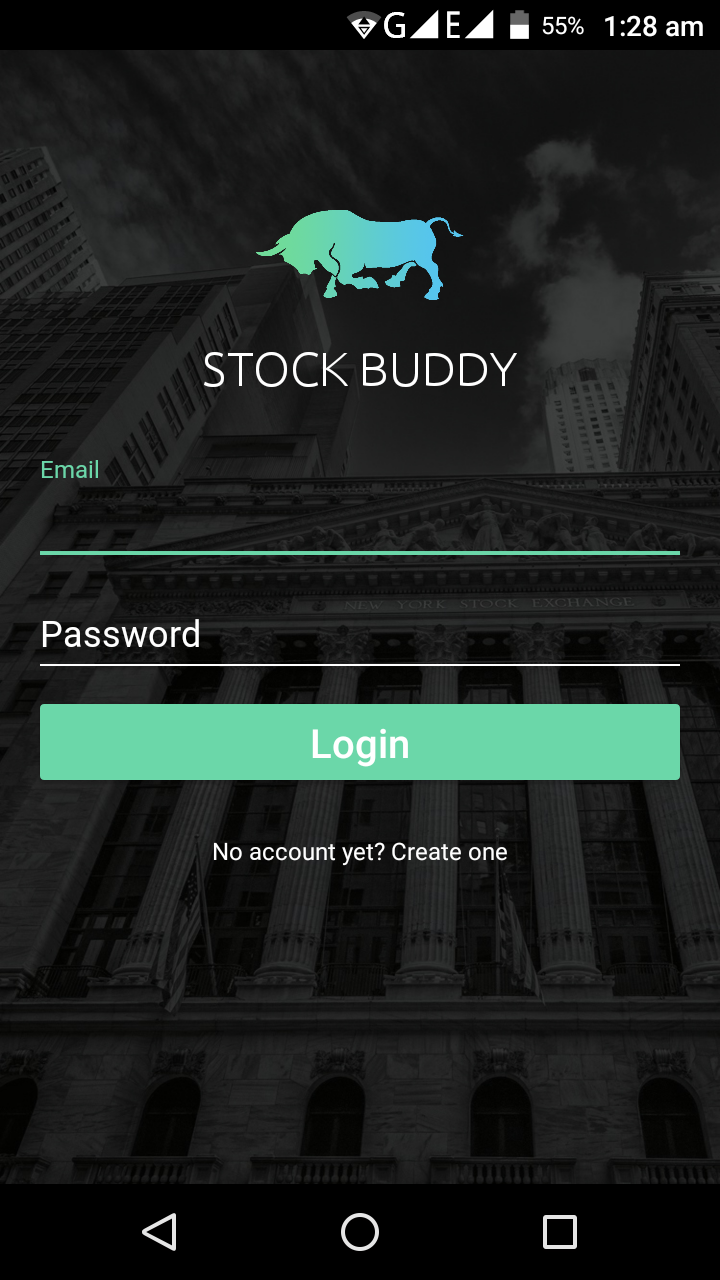 G E 55% 1:28 am
STOCK BUDDY
Email
NEW YORK STOCK EXCHANGE
Password
Login
No account yet? Create one